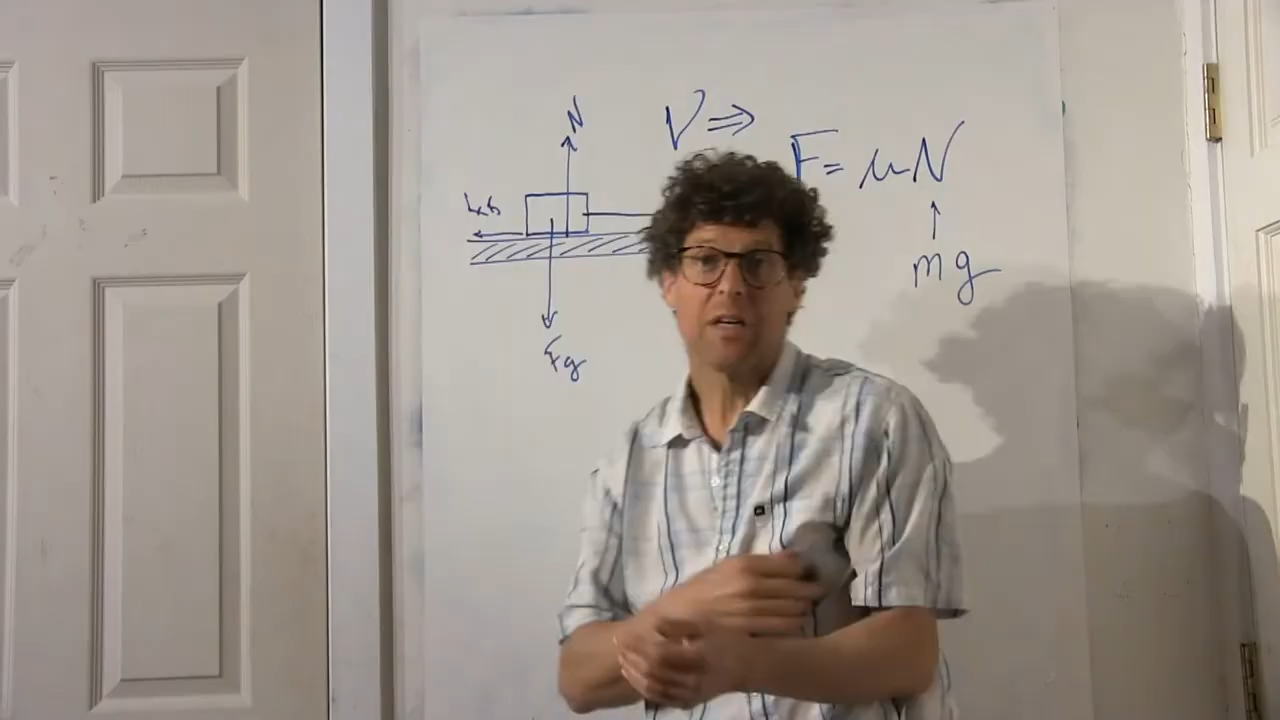 N
V ⇒
F = μN
mg
Fg